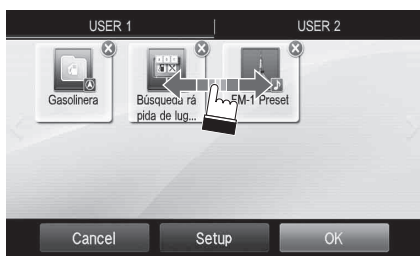 USER 1
USER 2
Gasolinera
Búsqueda rá
pida de lug...
FM-1 Preset
Cancel
Setup
OK